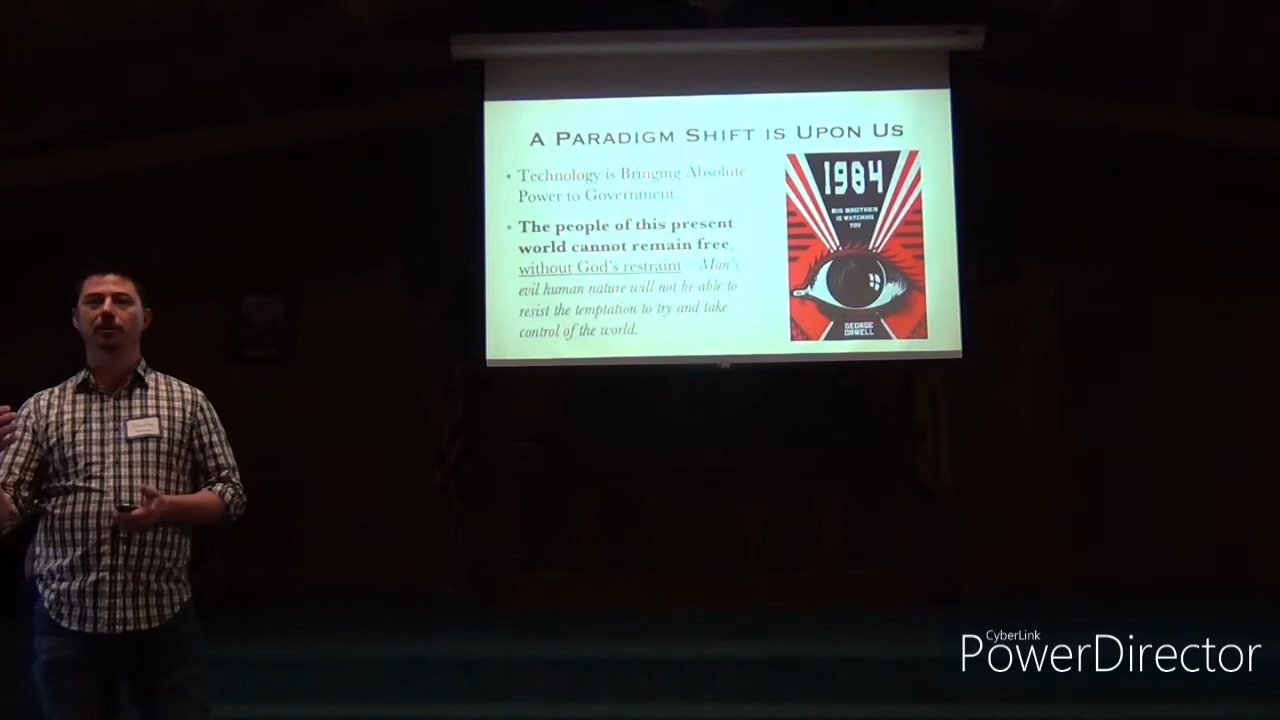 A Paradigm Shift is Upon Us
• Technology is Bringing Absolute
Power to Government
• The people of this present
world cannot remain free,
without God's restraint—Man's
evil human nature will not be able to
resist the temptation to try and take
control of the world.
1984
BIG BROTHER
IS WATCHING
YOU
GEORGE
ORWELL
CyberLink
PowerDirector